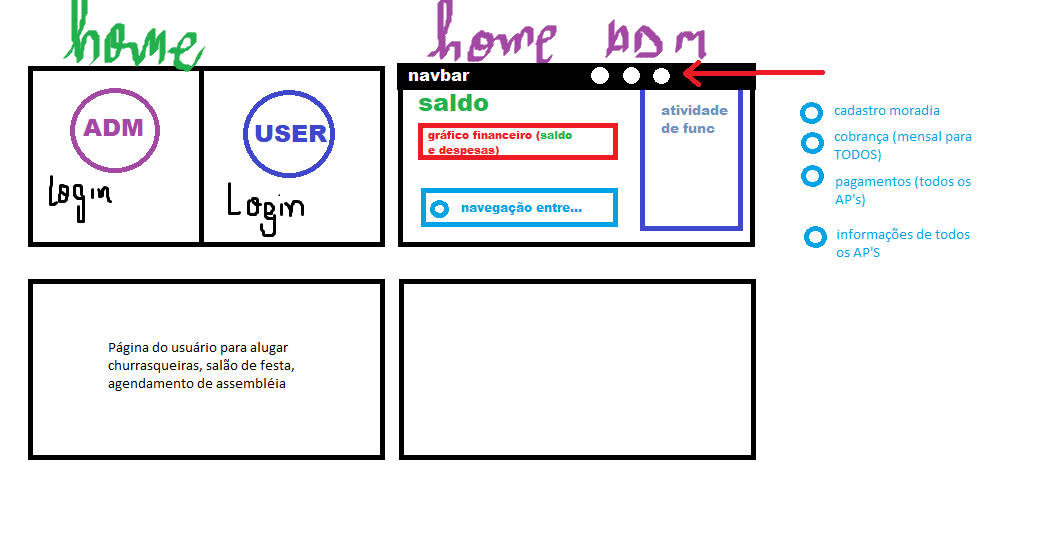 home
home ADM
ADM
Login
USER
Login
navbar
saldo
gráfico financeiro (saldo
e despesas)
navegação entre...
atividade
de func
cadastro moradia
cobrança (mensal para
TODOS)
pagamentos (todos os
AP's)
informações de todos
os AP'S
Página do usuário para alugar
churrasqueiras, salão de festa,
agendamento de assembléia